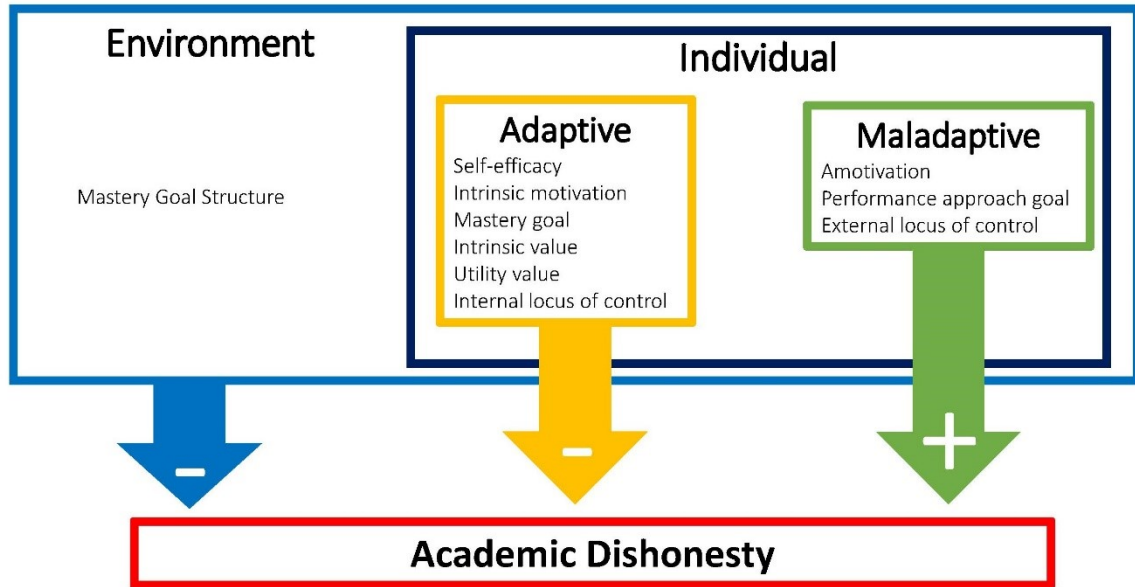 Environment
Mastery Goal Structure
Individual
Adaptive
Self-efficacy
Intrinsic motivation
Mastery goal
Intrinsic value
Utility value
Internal locus of control
Maladaptive
Amotivation
Performance approach goal
External locus of control
-
-
+
Academic Dishonesty